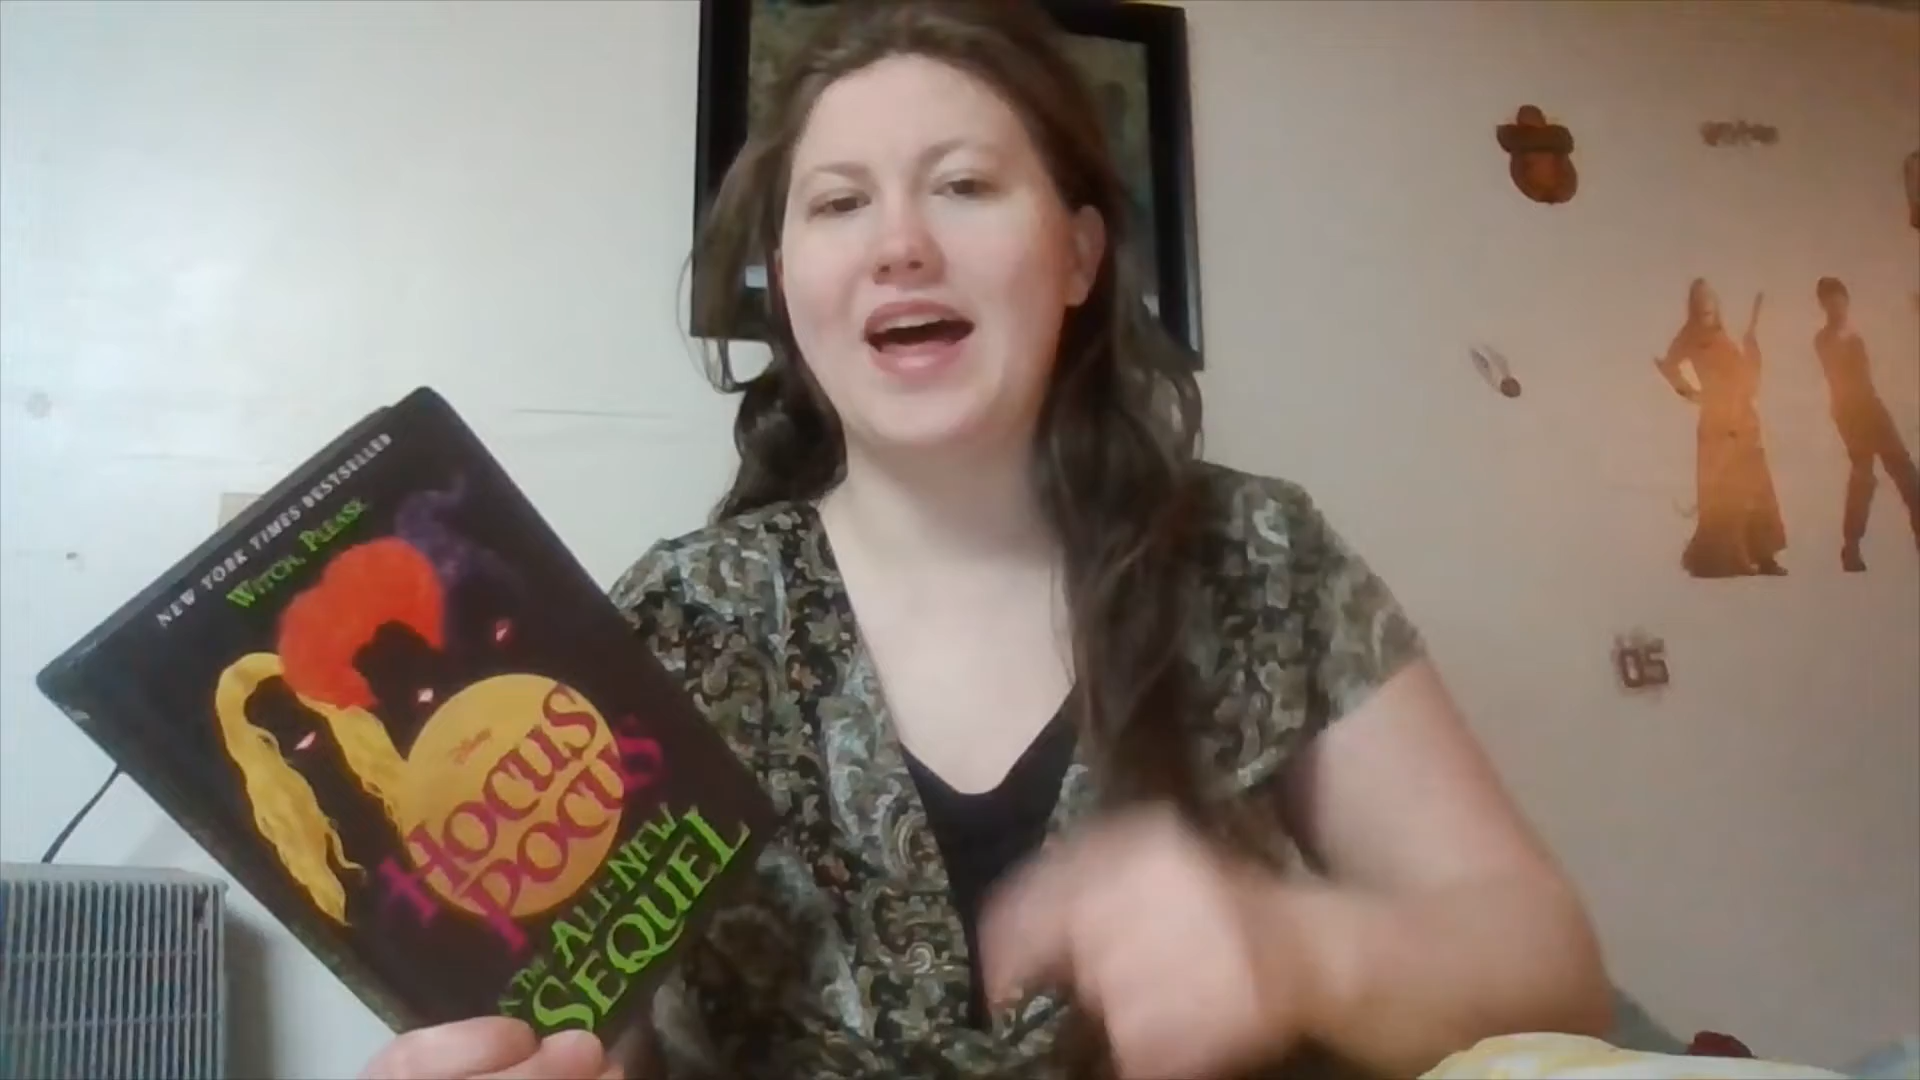 NEW YORK TIMES BESTSELLER
WITCH, PLEASE
Disney
HOCUS
POCUS
& THE ALL-NEW
SEQUEL
05